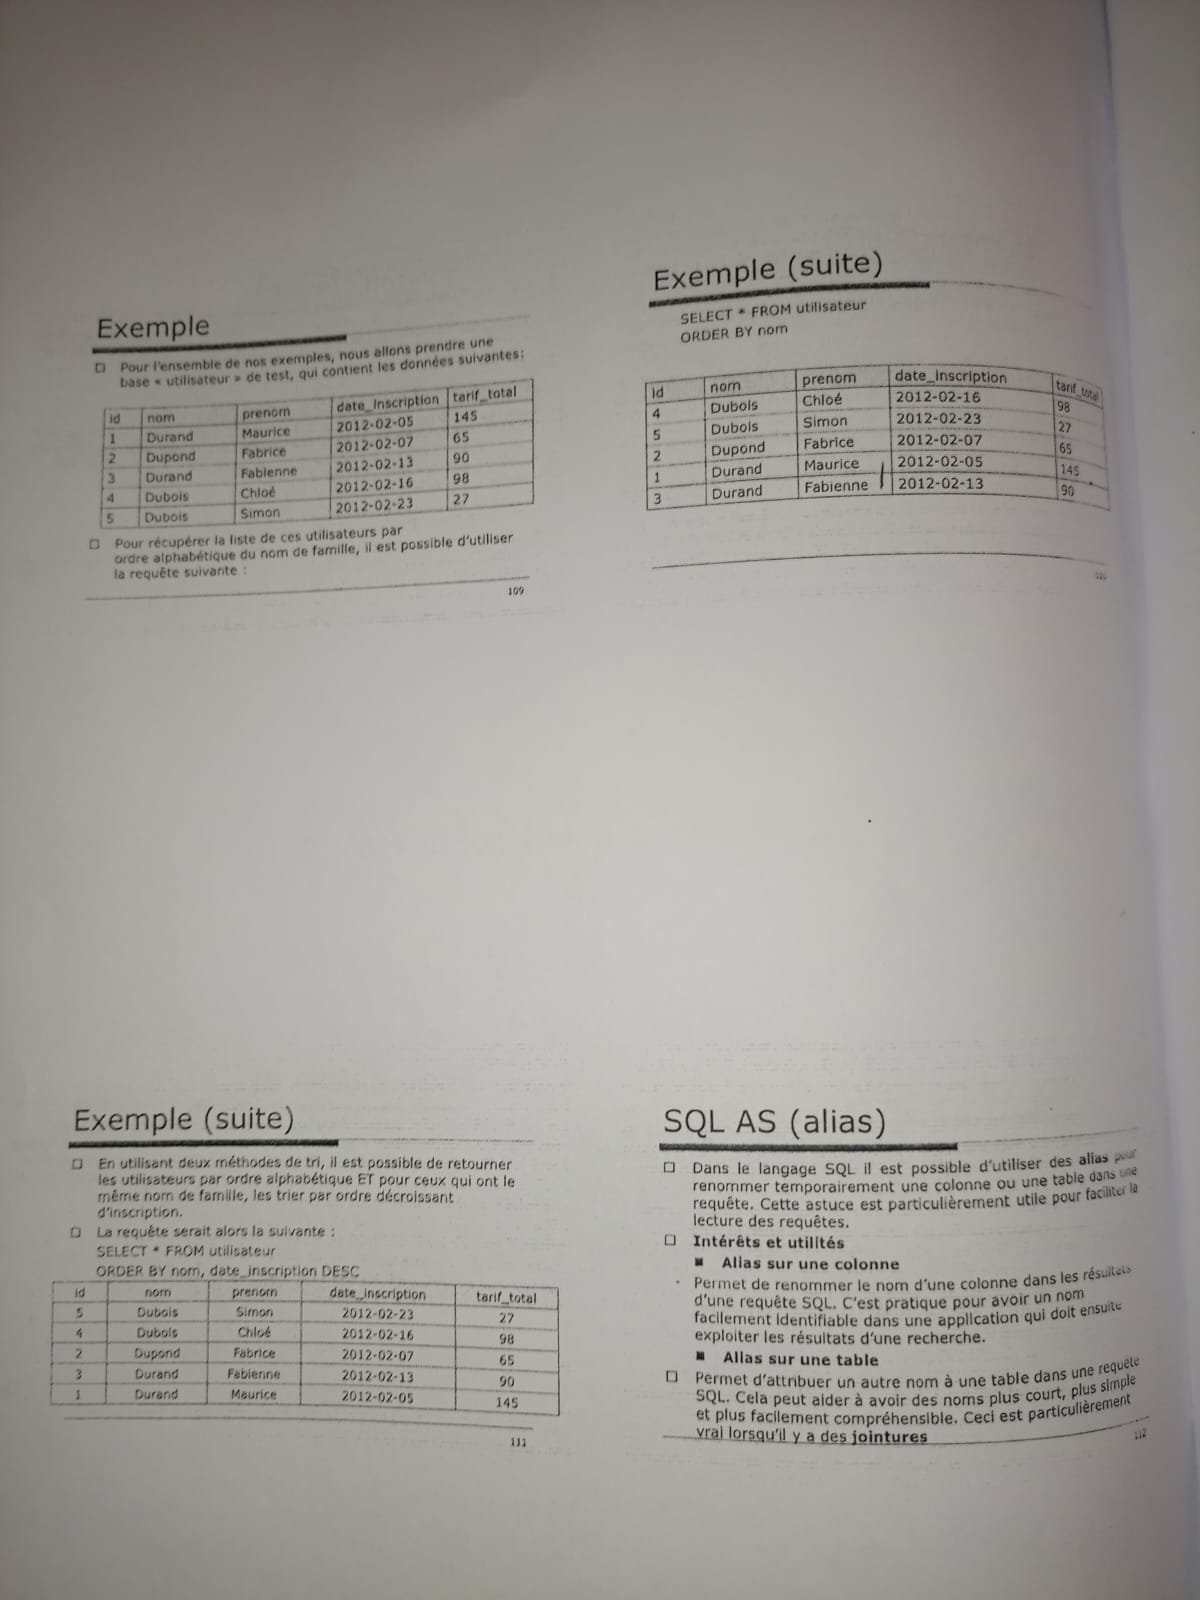 Exemple
Pour l'ensemble de nos exemples, nous allons prendre une
base « utilisateur » de test, qui contient les données suivantes:
id nom prenom date_inscription tarif_total
1 Durand Maurice 2012-02-05 145
2 Dupond Fabrice 2012-02-07 65
3 Durand Fabienne 2012-02-13 90
4 Dubois Chloé 2012-02-16 98
5 Dubois Simon 2012-02-23 27
Pour récupérer la liste de ces utilisateurs par
ordre alphabétique du nom de famille, il est possible d'utiliser
la requête suivante :
109
Exemple (suite)
SELECT * FROM utilisateur
ORDER BY nom
id nom prenom date_inscription tarif_total
4 Dubois Chloé 2012-02-16 98
5 Dubois Simon 2012-02-23 27
2 Dupond Fabrice 2012-02-07 65
1 Durand Maurice 2012-02-05 145
3 Durand Fabienne 2012-02-13 90
Exemple (suite)
En utilisant deux méthodes de tri, il est possible de retourner
les utilisateurs par ordre alphabétique ET pour ceux qui ont le
même nom de famille, les trier par ordre décroissant
d'inscription.
La requête serait alors la suivante :
SELECT * FROM utilisateur
ORDER BY nom, date_inscription DESC
id nom prenom date_inscription tarif_total
5 Dubois Simon 2012-02-23 27
4 Dubois Chloé 2012-02-16 98
2 Dupond Fabrice 2012-02-07 65
3 Durand Fabienne 2012-02-13 90
1 Durand Maurice 2012-02-05 145
111
SQL AS (alias)
Dans le langage SQL il est possible d'utiliser des alias pour
renommer temporairement une colonne ou une table dans une
requête. Cette astuce est particulièrement utile pour faciliter la
lecture des requêtes.
Intérêts et utilités
Alias sur une colonne
Permet de renommer le nom d'une colonne dans les résultats
d'une requête SQL. C'est pratique pour avoir un nom
facilement identifiable dans une application qui doit ensuite
exploiter les résultats d'une recherche.
Alias sur une table
Permet d'attribuer un autre nom à une table dans une requête
SQL. Cela peut aider à avoir des noms plus court, plus simple
et plus facilement compréhensible. Ceci est particulièrement
vrai lorsqu'il y a des jointures
112